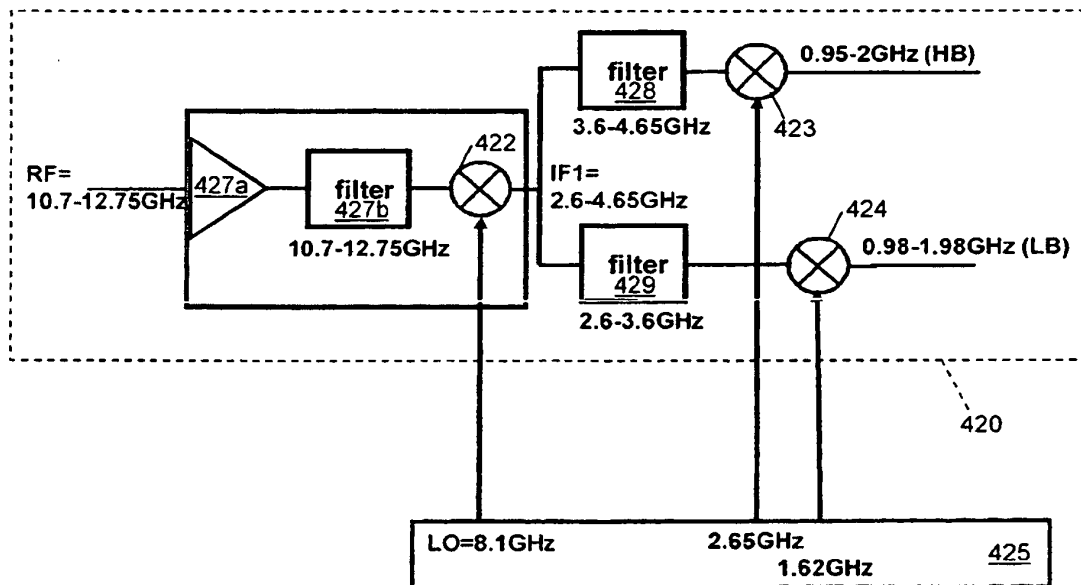 filter
428
3.6-4.65GHz
0.95-2GHz (HB)
423
RF=
10.7-12.75GHz
427a
filter
427b
10.7-12.75GHz
422
IF1=
2.6-4.65GHz
424
0.98-1.98GHz (LB)
filter
429
2.6-3.6GHz
420
LO=8.1GHz
2.65GHz
1.62GHz
425